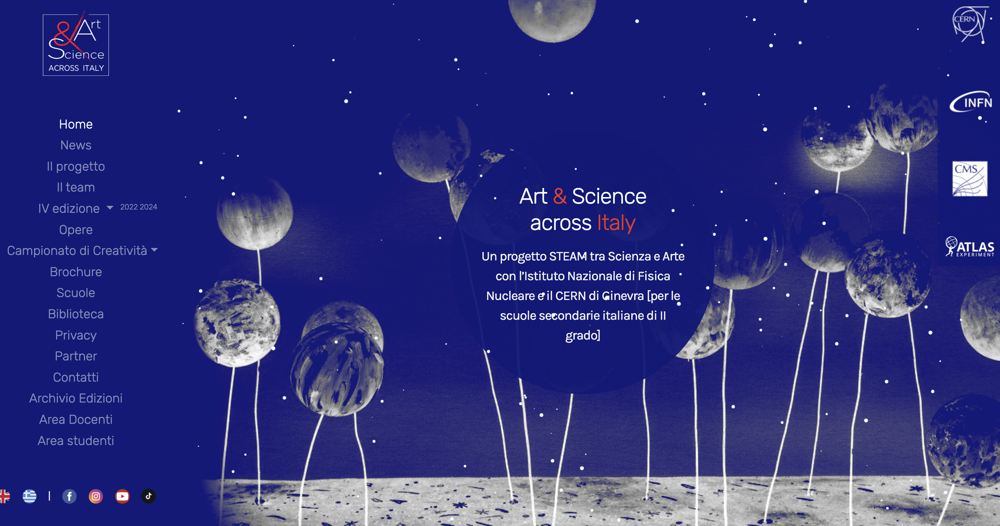 & Art
Science
ACROSS ITALY
Home
News
Il progetto
Il team
IV edizione 2022 2024
Opere
Campionato di Creatività
Brochure
Scuole
Biblioteca
Privacy
Partner
Contatti
Archivio Edizioni
Area Docenti
Area studenti
Art & Science
across Italy
Un progetto STEAM tra Scienza e Arte
con l’Istituto Nazionale di Fisica
Nucleare e il CERN di Ginevra [per le
scuole secondarie italiane di II
grado]
CERN
INFN
CMS
ATLAS
EXPERIMENT